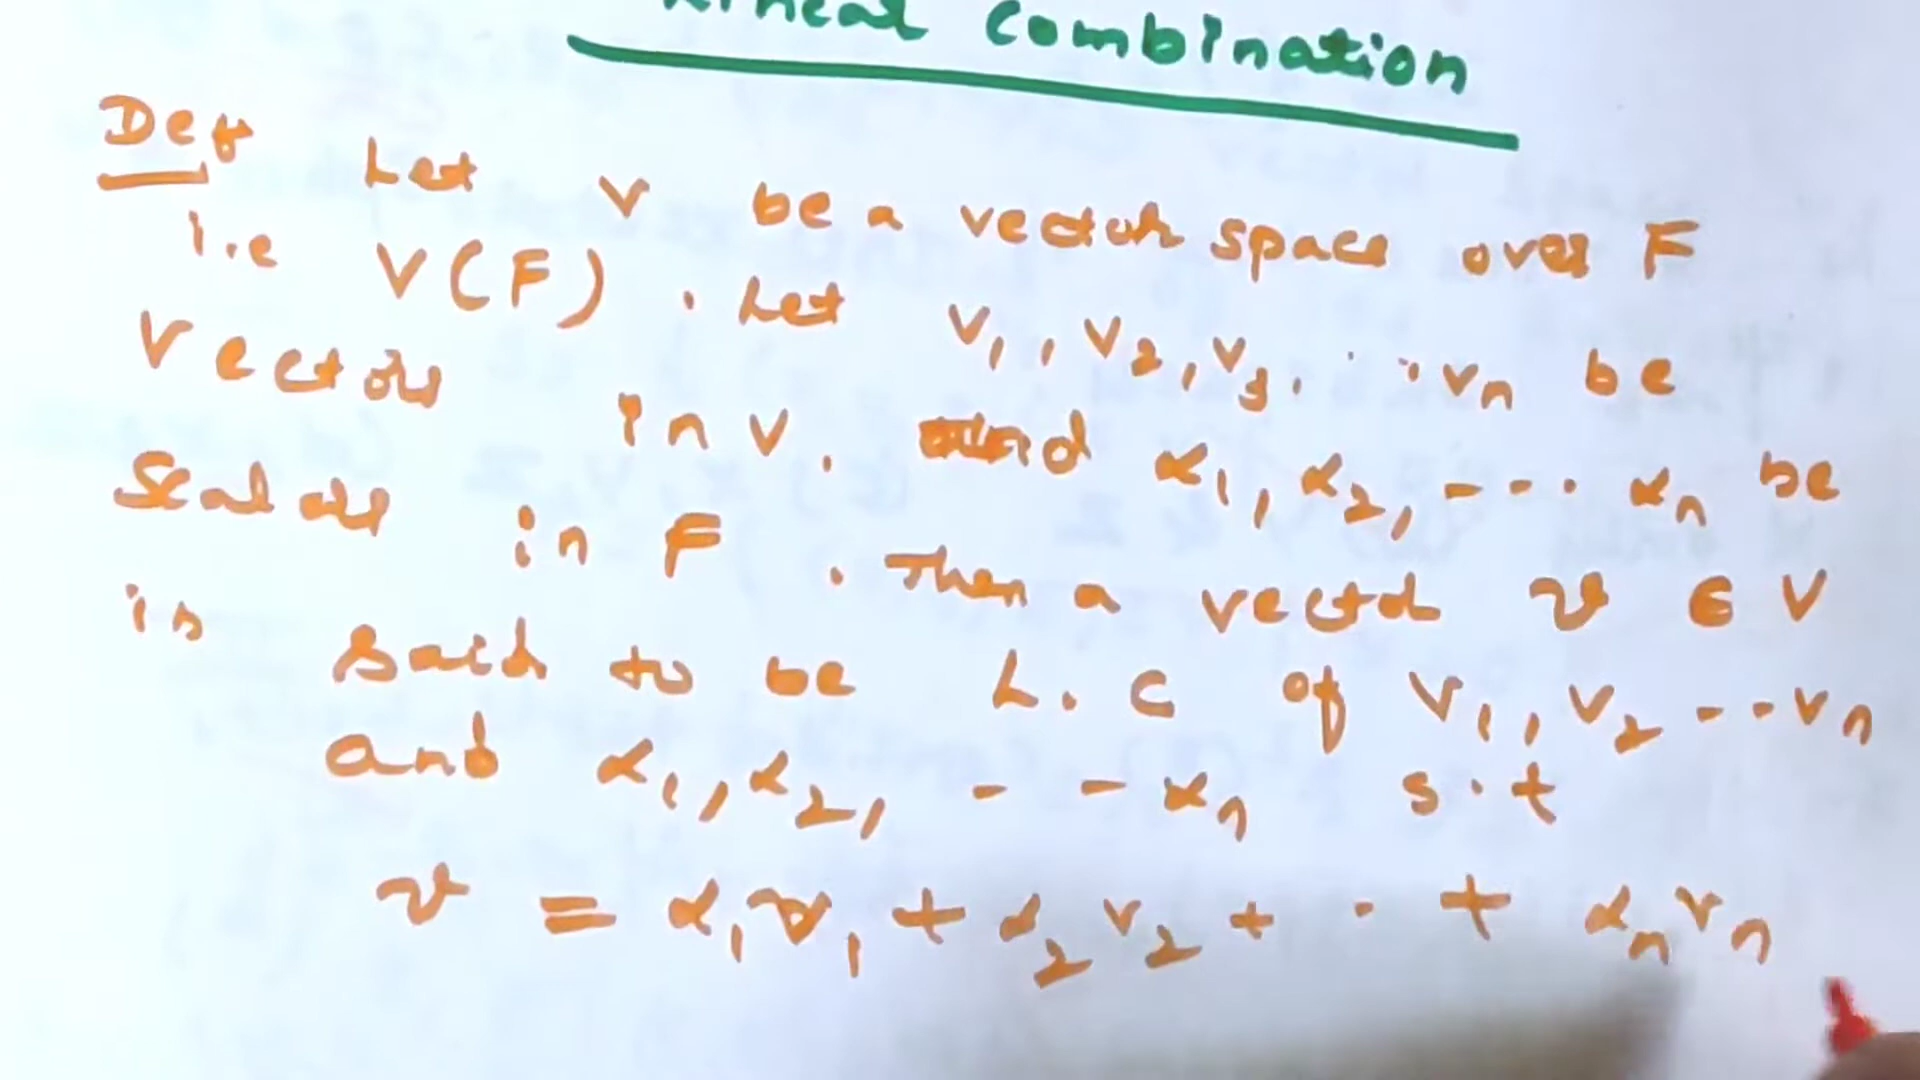 Linear Combination
Def Let V be a vector space over F
i.e V(F). Let v₁, v₂, v₃, . . vₙ be
vectors in V. and α₁, α₂, - - - αₙ be
Scalars in F. Then a vector v ∈ V
is said to be L.C of v₁, v₂ - - vₙ
and α₁, α₂, - - αₙ s.t
v = α₁v₁ + α₂v₂ + . + αₙvₙ